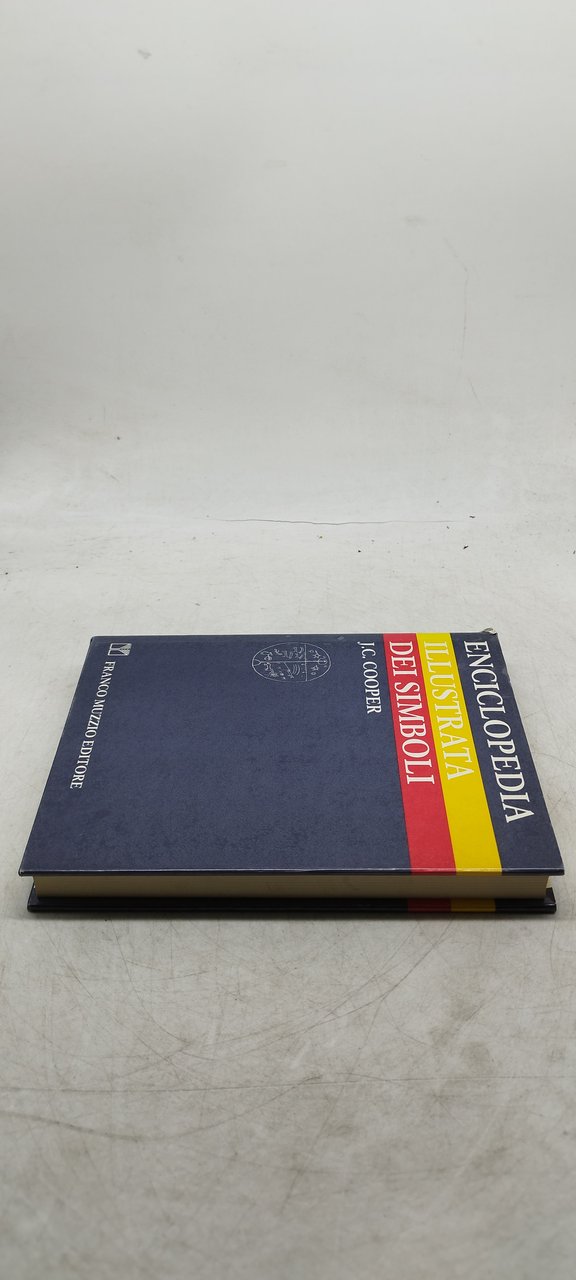 ENCICLOPEDIA
ILLUSTRATA
DEI SIMBOLI
J.C. COOPER
FRANCO MUZZIO EDITORE